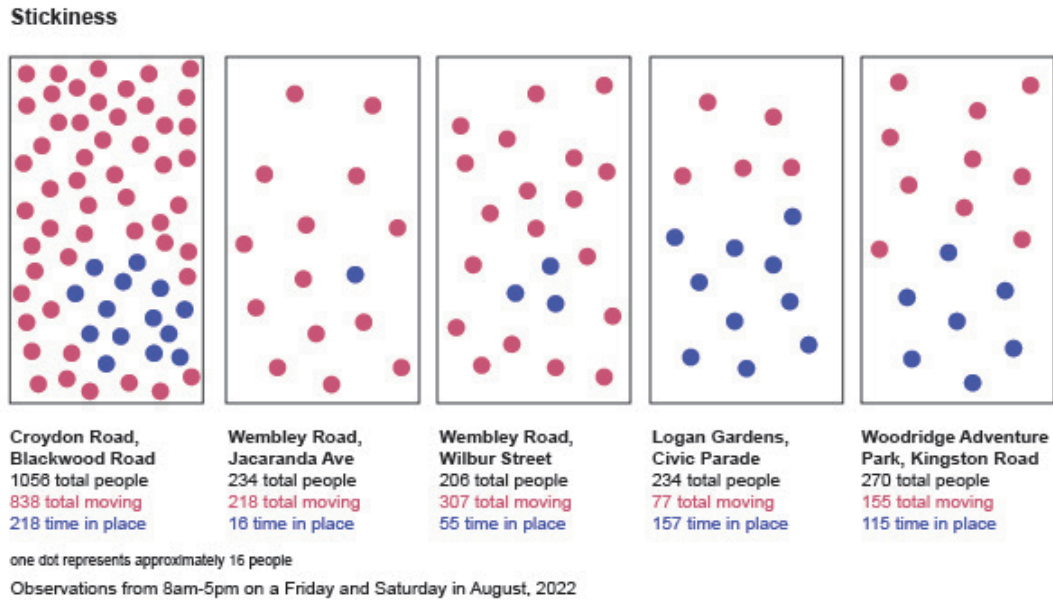 Stickiness
Croydon Road,
Blackwood Road
1056 total people
838 total moving
218 time in place
Wembley Road,
Jacaranda Ave
234 total people
218 total moving
16 time in place
Wembley Road,
Wilbur Street
206 total people
307 total moving
55 time in place
Logan Gardens,
Civic Parade
234 total people
77 total moving
157 time in place
Woodridge Adventure
Park, Kingston Road
270 total people
155 total moving
115 time in place
one dot represents approximately 16 people
Observations from 8am-5pm on a Friday and Saturday in August, 2022